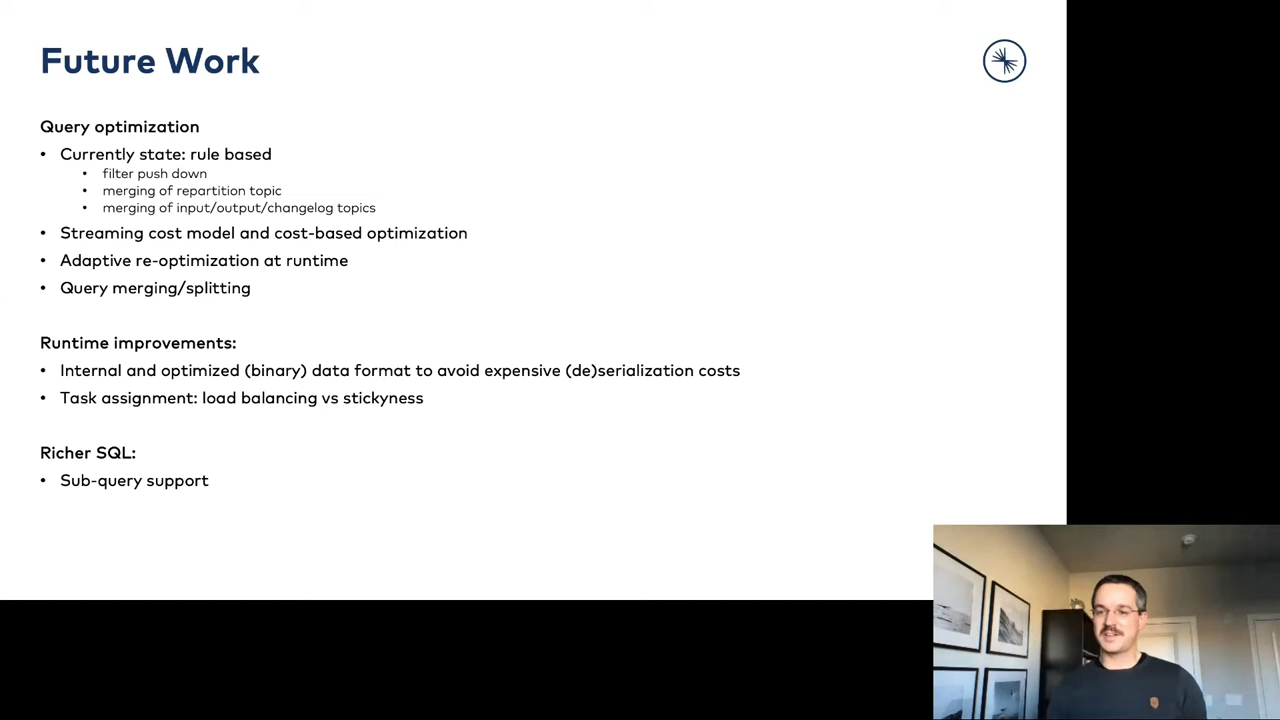 Future Work
Query optimization
• Currently state: rule based
• filter push down
• merging of repartition topic
• merging of input/output/changelog topics
• Streaming cost model and cost-based optimization
• Adaptive re-optimization at runtime
• Query merging/splitting
Runtime improvements:
• Internal and optimized (binary) data format to avoid expensive (de)serialization costs
• Task assignment: load balancing vs stickyness
Richer SQL:
• Sub-query support